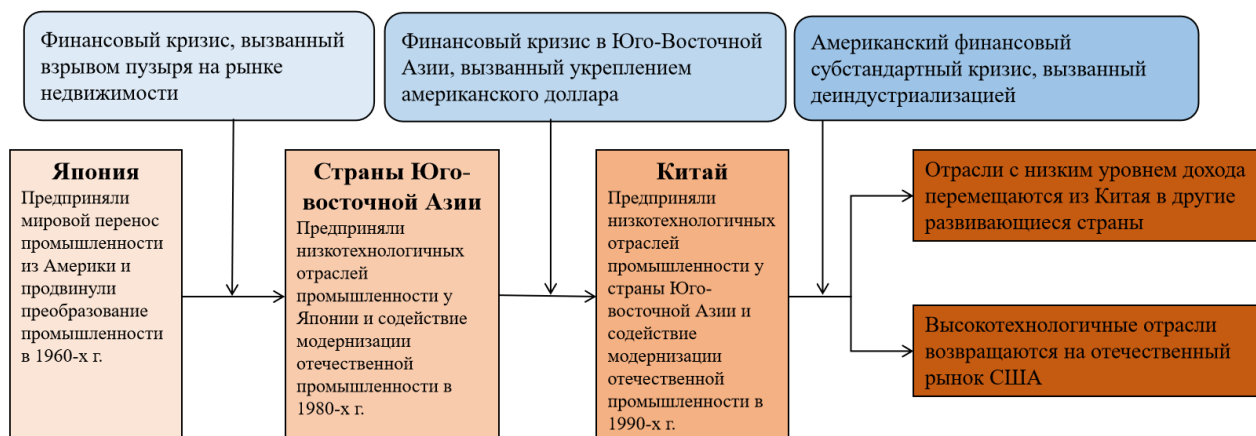 Финансовый кризис, вызванный
взрывом пузыря на рынке
недвижимости
Финансовый кризис в Юго-Восточной
Азии, вызванный укреплением
американского доллара
Американский финансовый
субстандартный кризис, вызванный
деиндустриализацией
Япония
Предприняли
мировой перенос
промышленности
из Америки и
продвинули
преобразование
промышленности
в 1960-х г.
Страны Юго-
восточной Азии
Предприняли
низкотехнологичных
отраслей
промышленности у
Японии и содействие
модернизации
отечественной
промышленности в
1980-х г.
Китай
Предприняли
низкотехнологичных
отраслей
промышленности у
страны Юго-
восточной Азии и
содействие
модернизации
отечественной
промышленности в
1990-х г.
Отрасли с низким уровнем дохода
перемещаются из Китая в другие
развивающиеся страны
Высокотехнологичные отрасли
возвращаются на отечественный
рынок США